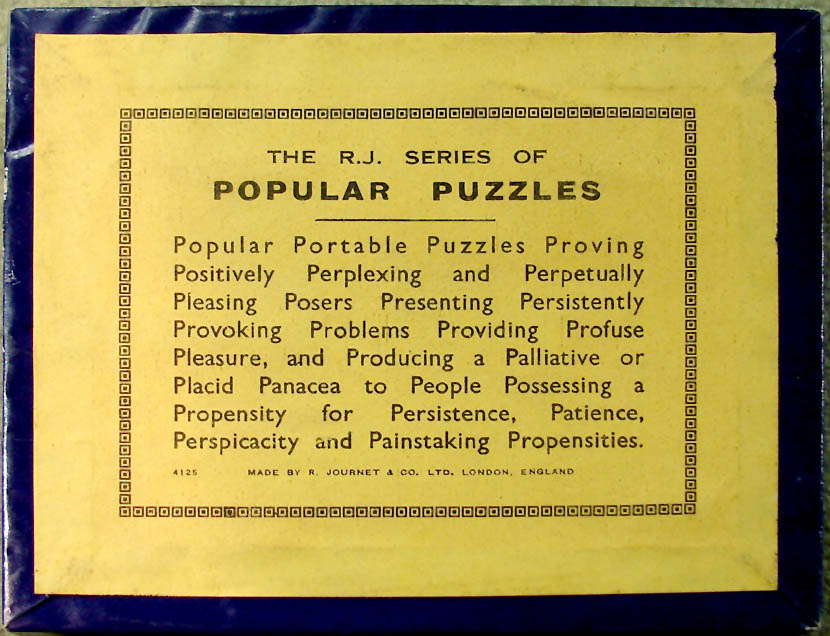 THE R.J. SERIES OF
POPULAR PUZZLES
Popular Portable Puzzles Proving
Positively Perplexing and Perpetually
Pleasing Posers Presenting Persistently
Provoking Problems Providing Profuse
Pleasure, and Producing a Palliative or
Placid Panacea to People Possessing a
Propensity for Persistence, Patience,
Perspicacity and Painstaking Propensities.
4125 MADE BY R. JOURNET & CO. LTD. LONDON, ENGLAND